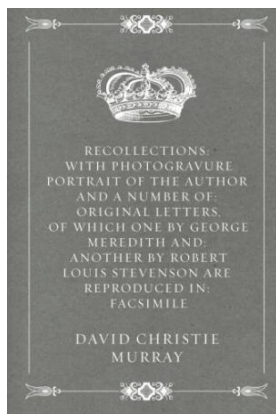 RECOLLECTIONS:
WITH PHOTOGRAVURE
PORTRAIT OF THE AUTHOR
AND A NUMBER OF:
ORIGINAL LETTERS,
OF WHICH ONE BY GEORGE
MEREDITH AND:
ANOTHER BY ROBERT
LOUIS STEVENSON ARE
REPRODUCED IN:
FACSIMILE
DAVID CHRISTIE
MURRAY